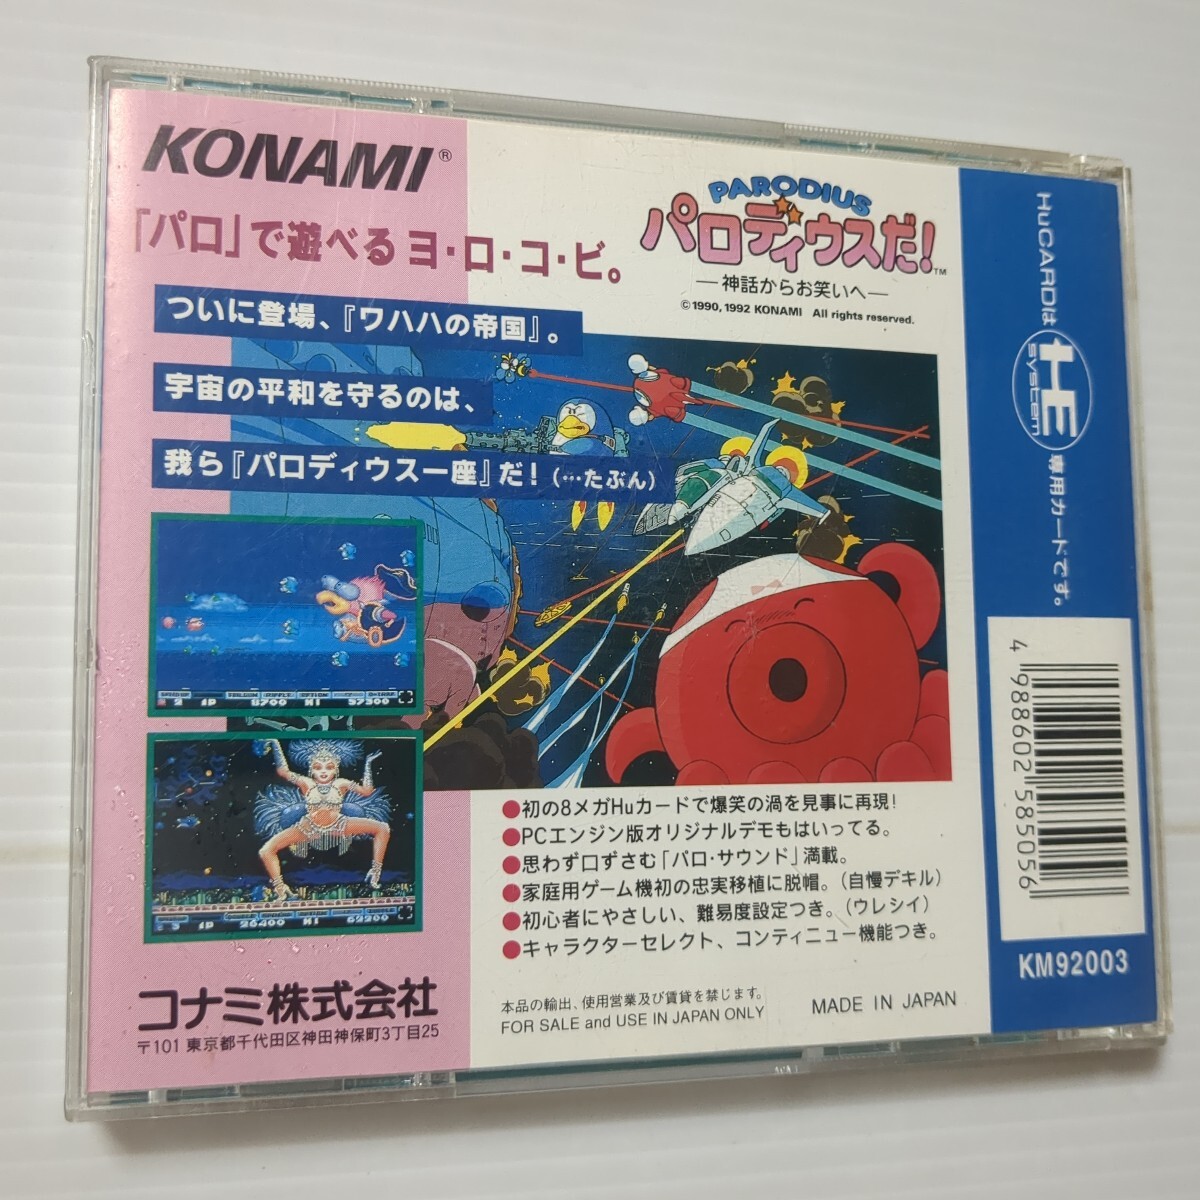 KONAMI®
「パロ」で遊べるヨ・ロ・コ・ビ。
PARODIUS
パロディウスだ!™
—神話からお笑いへ—
©1990, 1992 KONAMI All rights reserved.
ついに登場、『ワハハの帝国』。
宇宙の平和を守るのは、
我ら『パロディウス一座』だ!(…たぶん)
2 1P 8700 HI 57300
3 1P 26400 HI 62200
●初の8メガHuカードで爆笑の渦を見事に再現!
●PCエンジン版オリジナルデモもはいってる。
●思わず口ずさむ「パロ・サウンド」満載。
●家庭用ゲーム機初の忠実移植に脱帽。(自慢デキル)
●初心者にやさしい、難易度設定つき。(ウレシイ)
●キャラクターセレクト、コンティニュー機能つき。
コナミ株式会社
〒101 東京都千代田区神田神保町3丁目25
本品の輸出、使用営業及び賃貸を禁じます。
FOR SALE and USE IN JAPAN ONLY
MADE IN JAPAN
HuCARDは
HE
system
専用カードです。
4 988602 585056
KM92003